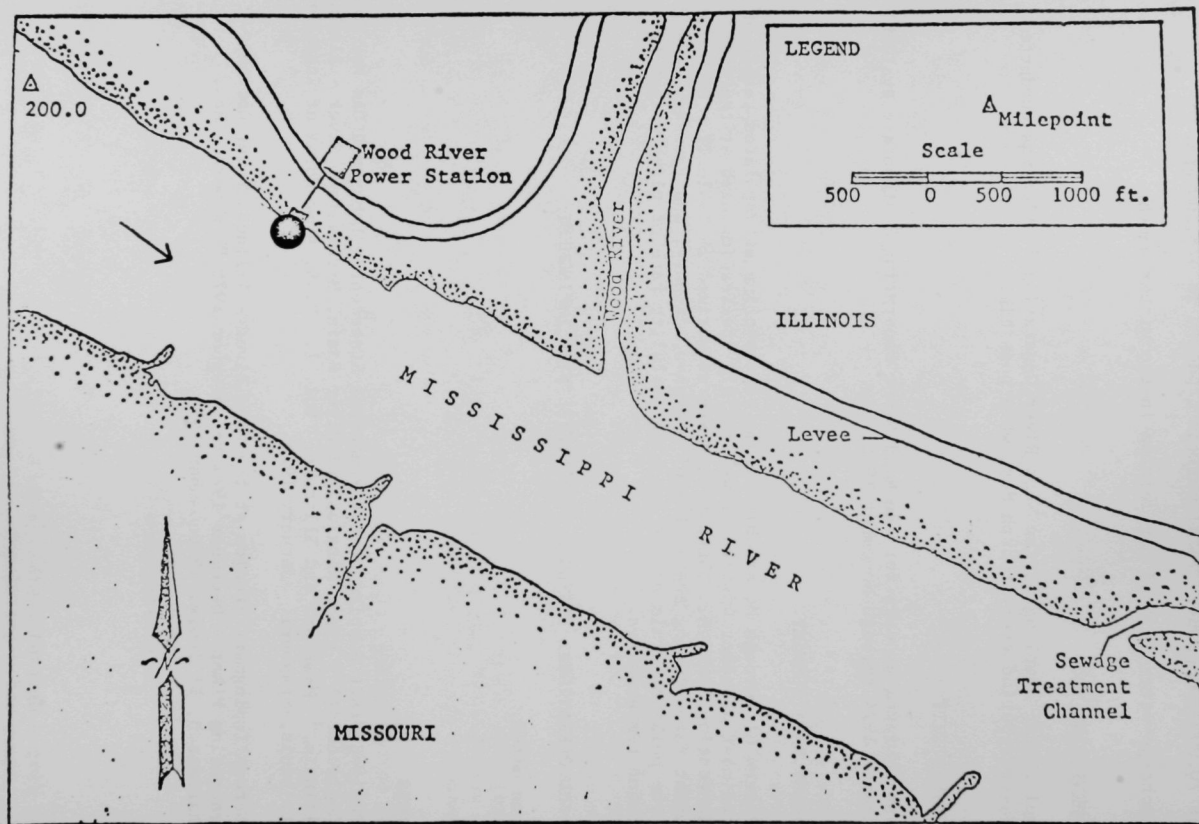 200.0
Wood River
Power Station
Wood River
LEGEND
Milepoint
Scale
500 0 500 1000 ft.
ILLINOIS
MISSISSIPPI RIVER
Levee
Sewage
Treatment
Channel
MISSOURI